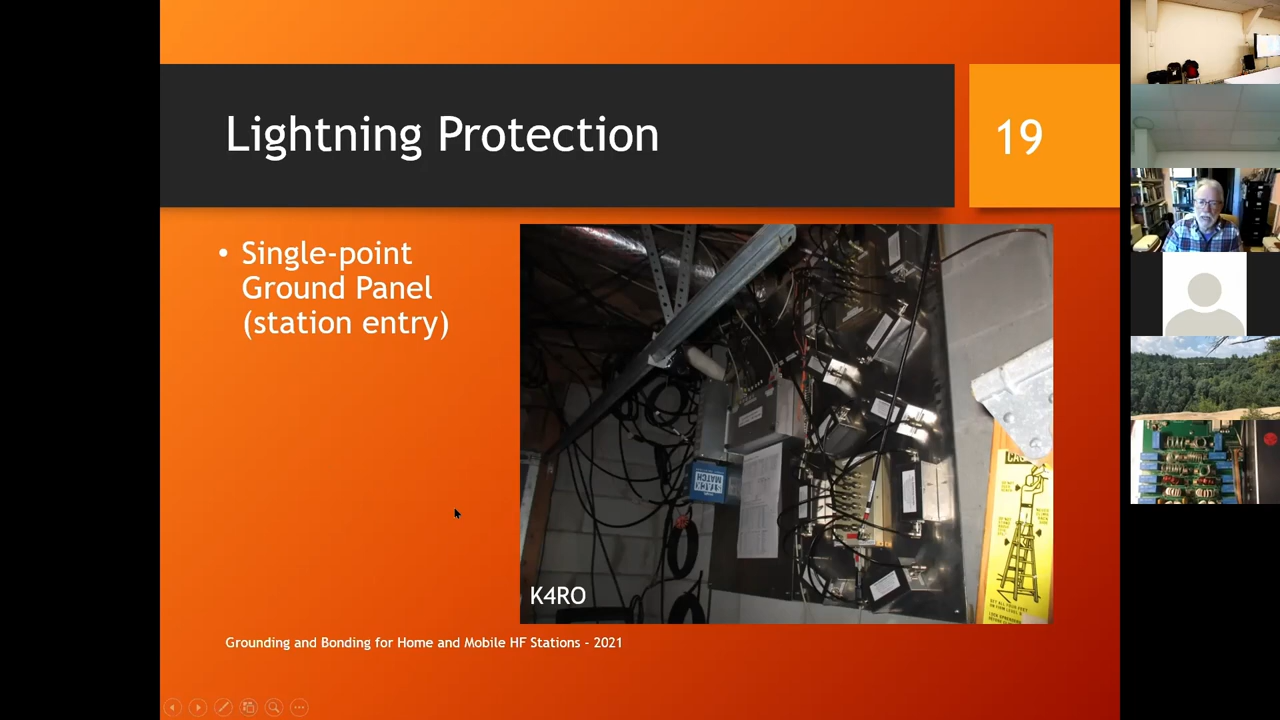 Lightning Protection
19
• Single-point
Ground Panel
(station entry)
MATCH
K4RO
Grounding and Bonding for Home and Mobile HF Stations - 2021